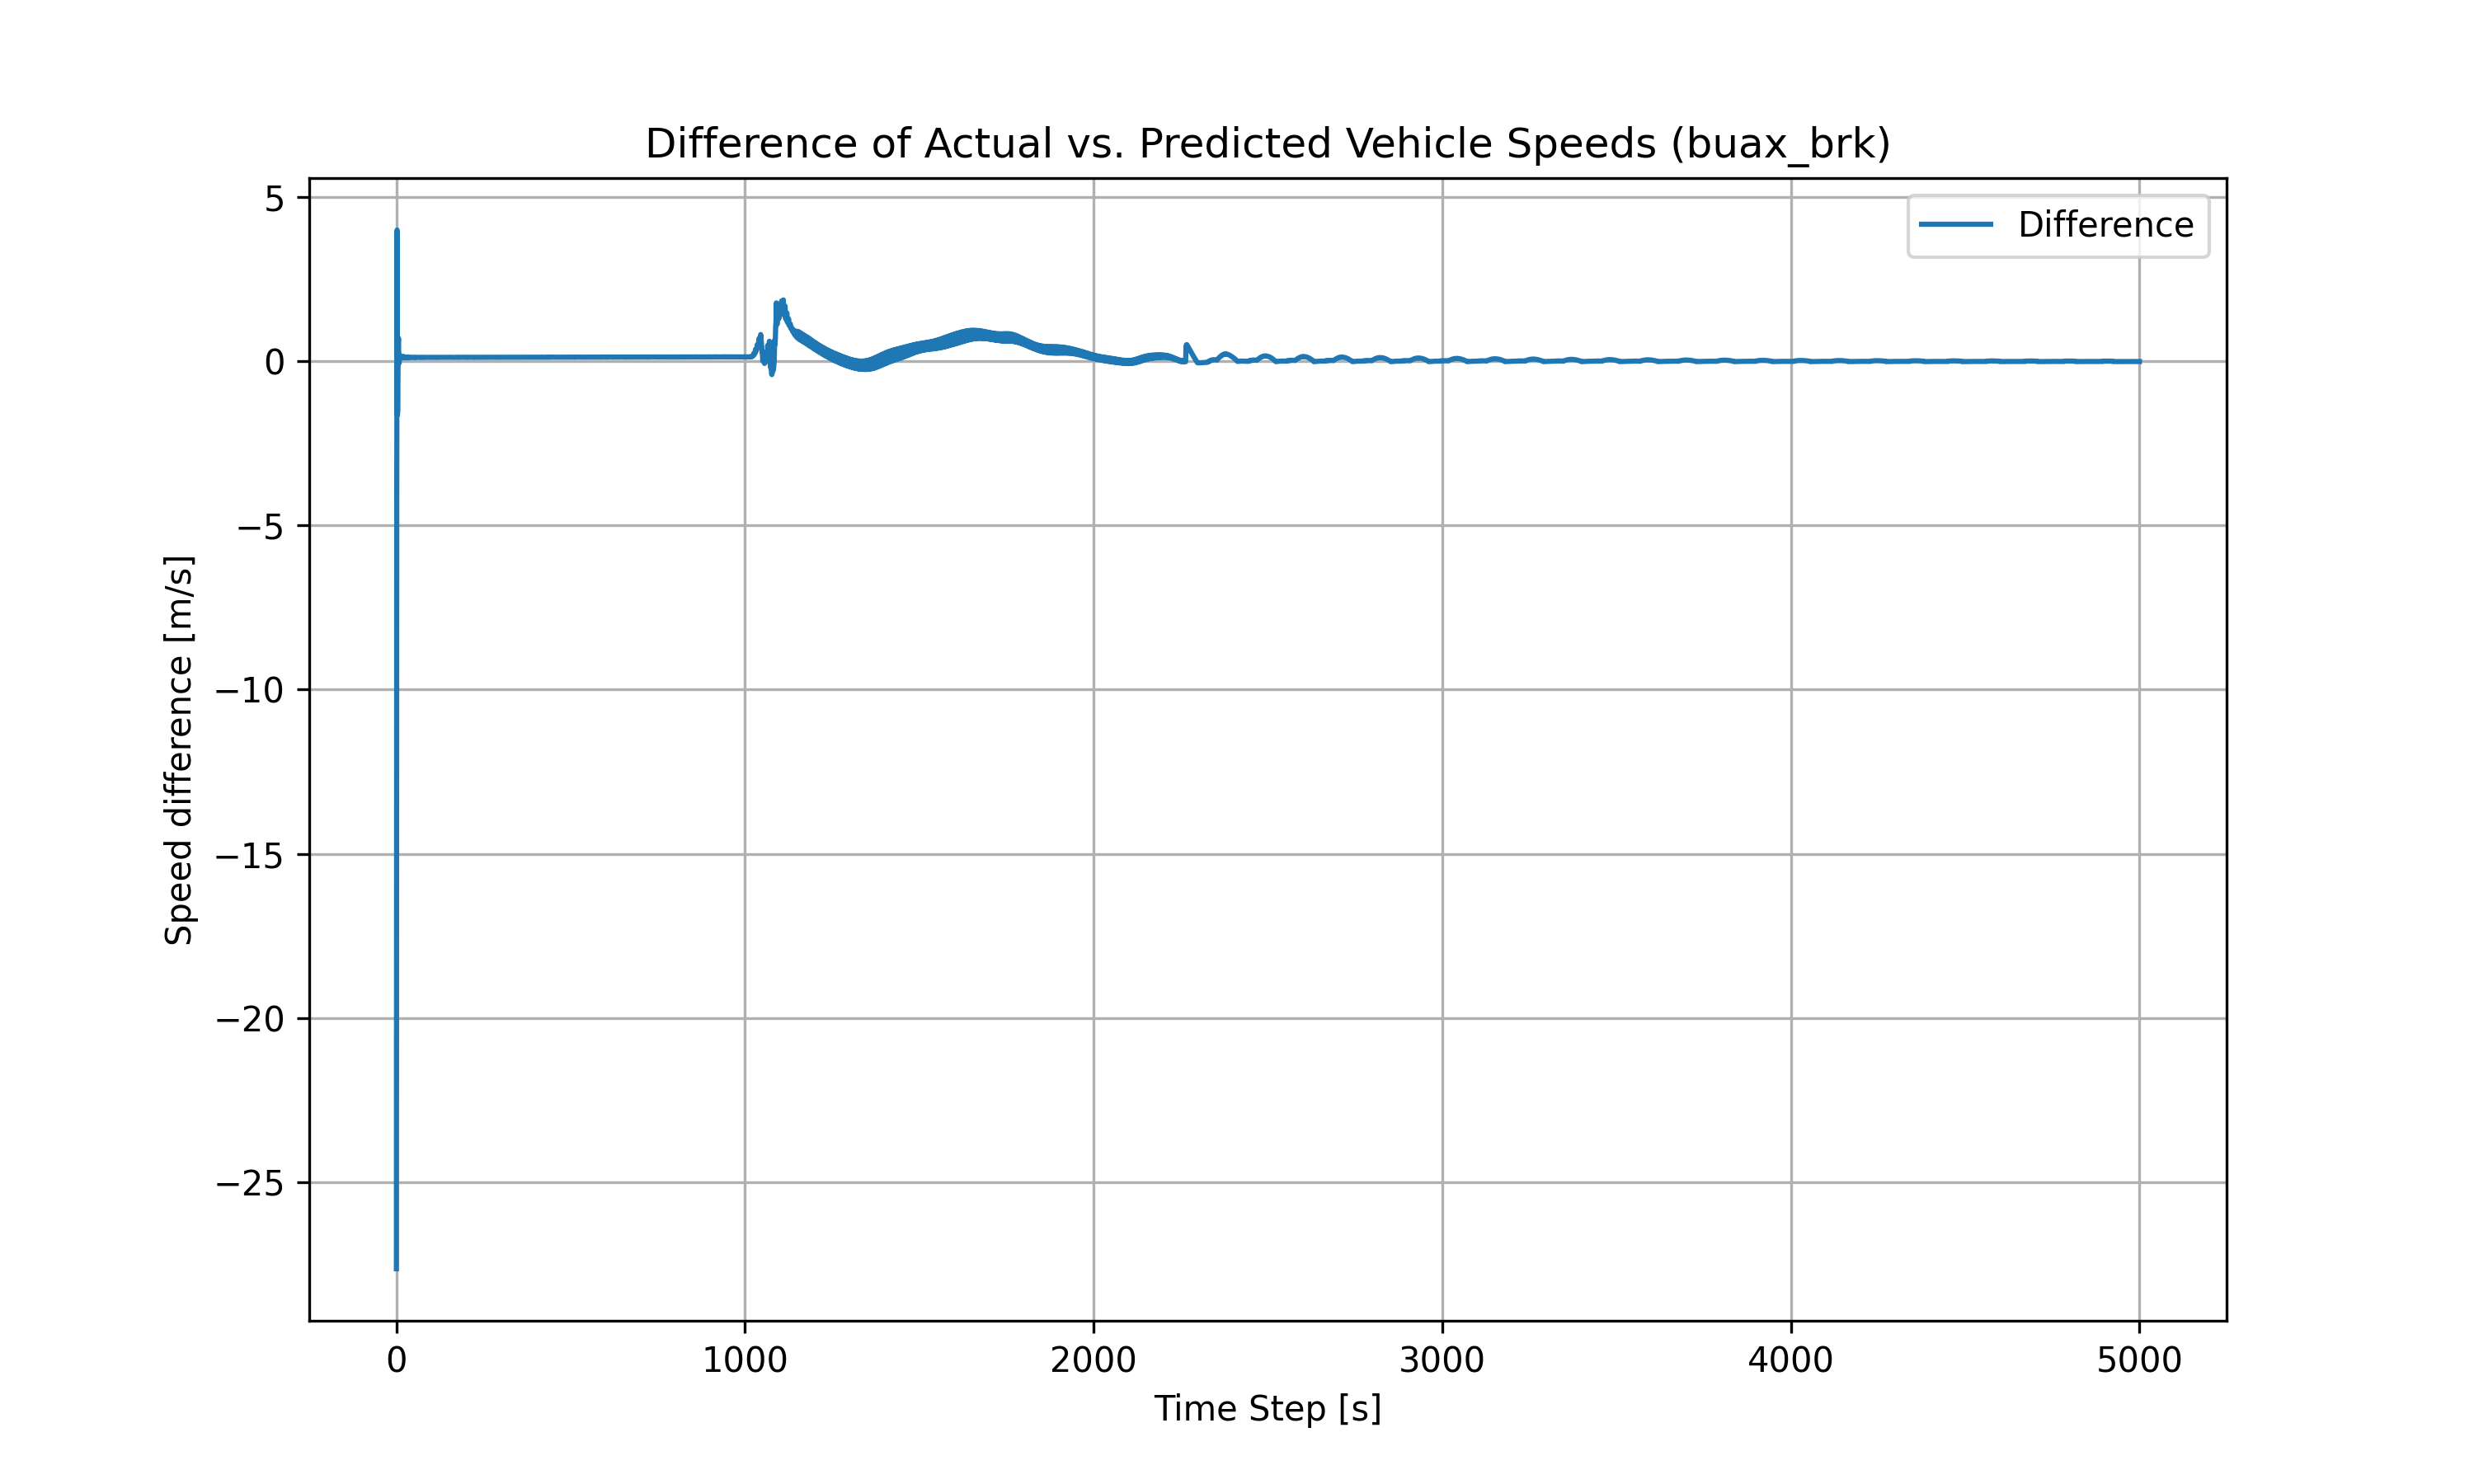 Difference of Actual vs. Predicted Vehicle Speeds (buax_brk)
Difference
5
0
−5
−10
−15
−20
−25
Speed difference [m/s]
0 1000 2000 3000 4000 5000
Time Step [s]